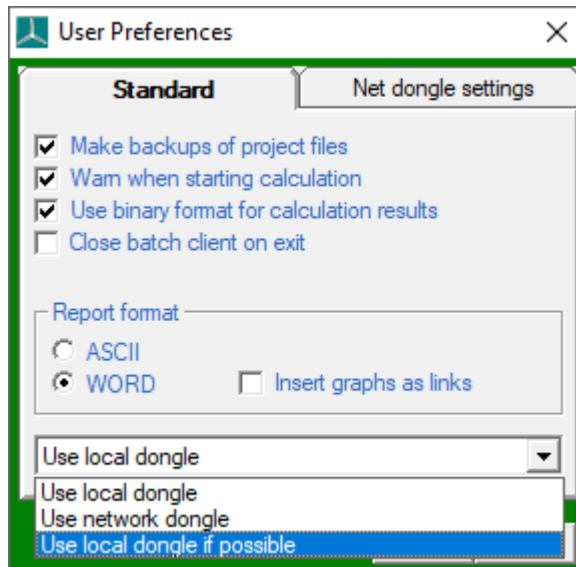 User Preferences
Standard
Net dongle settings
Make backups of project files
Warn when starting calculation
Use binary format for calculation results
Close batch client on exit
Report format
ASCII
WORD
Insert graphs as links
Use local dongle
Use local dongle
Use network dongle
Use local dongle if possible